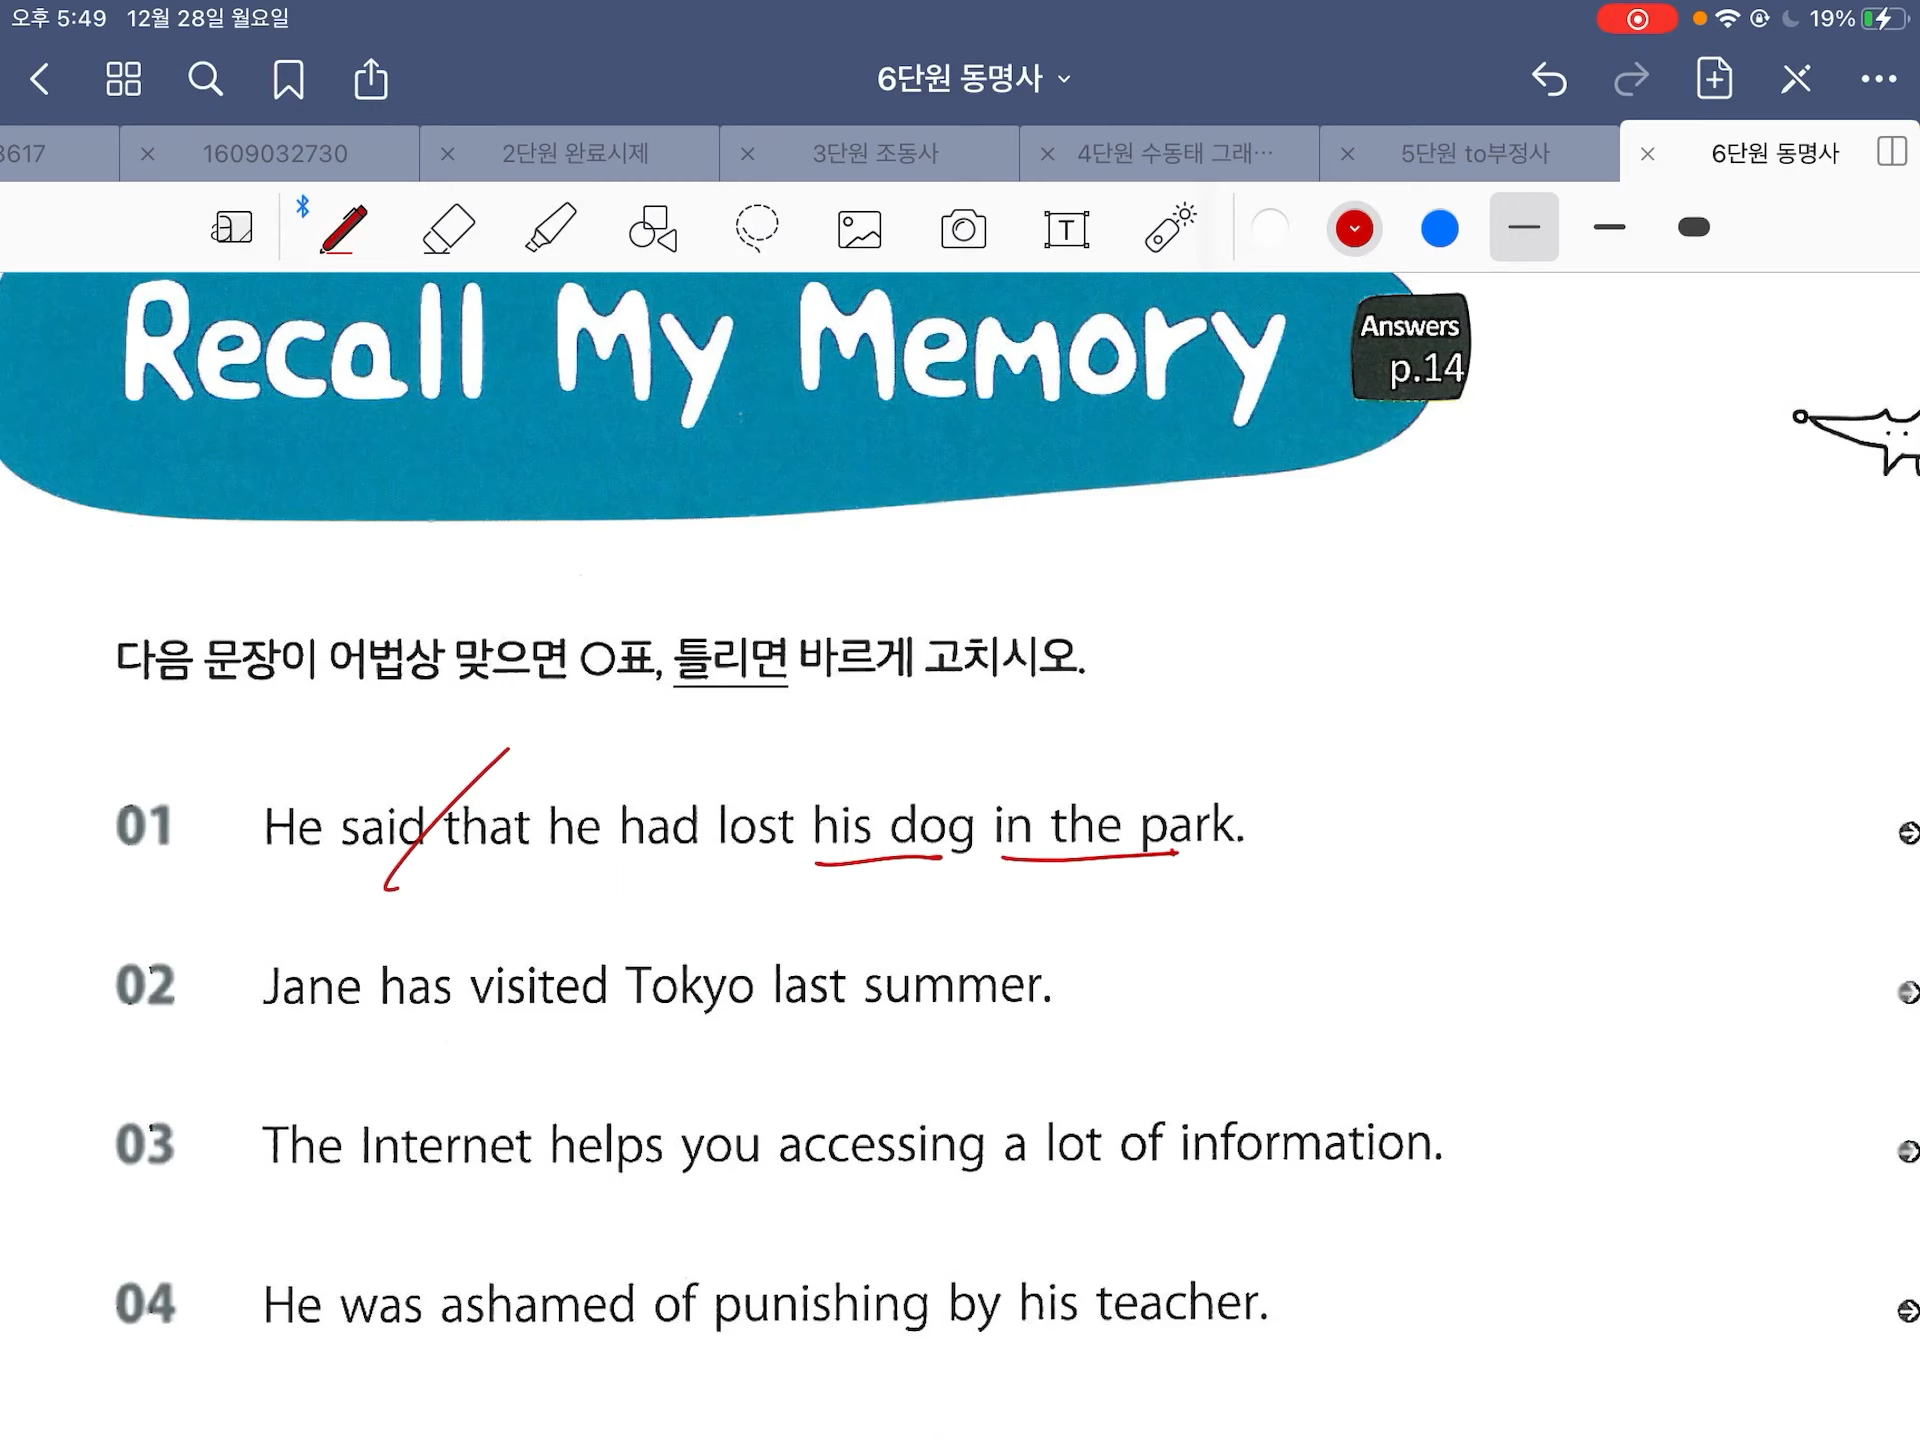 오후 5:49 12월 28일 월요일
19%
6단원 동명사
3617
1609032730
2단원 완료시제
3단원 조동사
4단원 수동태 그래…
5단원 to부정사
6단원 동명사
Recall My Memory
Answers
p.14
다음 문장이 어법상 맞으면 ○표, 틀리면 바르게 고치시오.
01 He said that he had lost his dog in the park.
02 Jane has visited Tokyo last summer.
03 The Internet helps you accessing a lot of information.
04 He was ashamed of punishing by his teacher.